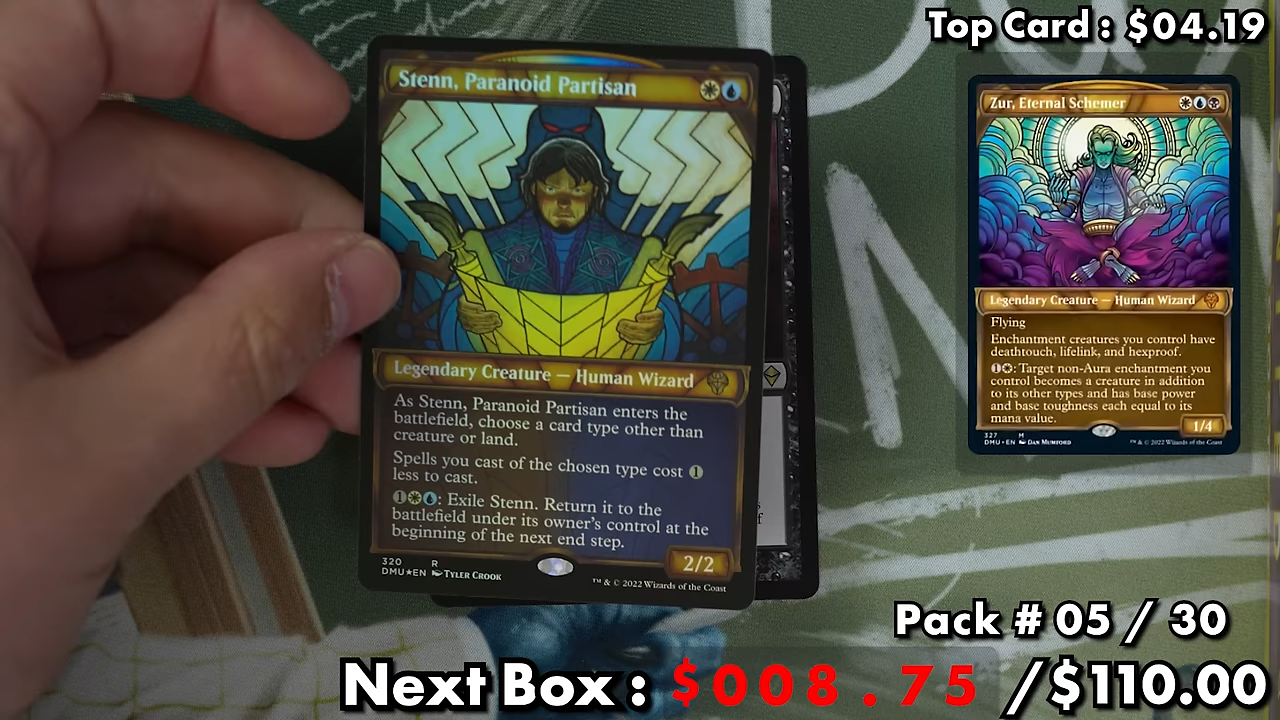 Top Card : $04.19
Stenn, Paranoid Partisan
Legendary Creature — Human Wizard
As Stenn, Paranoid Partisan enters the
battlefield, choose a card type other than
creature or land.
Spells you cast of the chosen type cost 1
less to cast.
1: Exile Stenn. Return it to the
battlefield under its owner's control at the
beginning of the next end step.
2/2
320 R
DMU★EN TYLER CROOK
™ & © 2022 Wizards of the Coast
Zur, Eternal Schemer
Legendary Creature — Human Wizard
Flying
Enchantment creatures you control have
deathtouch, lifelink, and hexproof.
1: Target non-Aura enchantment you
control becomes a creature in addition
to its other types and has base power
and base toughness each equal to its
mana value.
1/4
327 M
DMU • EN DAN MUMFORD
™ & © 2022 Wizards of the Coast
Pack # 05 / 30
Next Box : $008.75 /$110.00